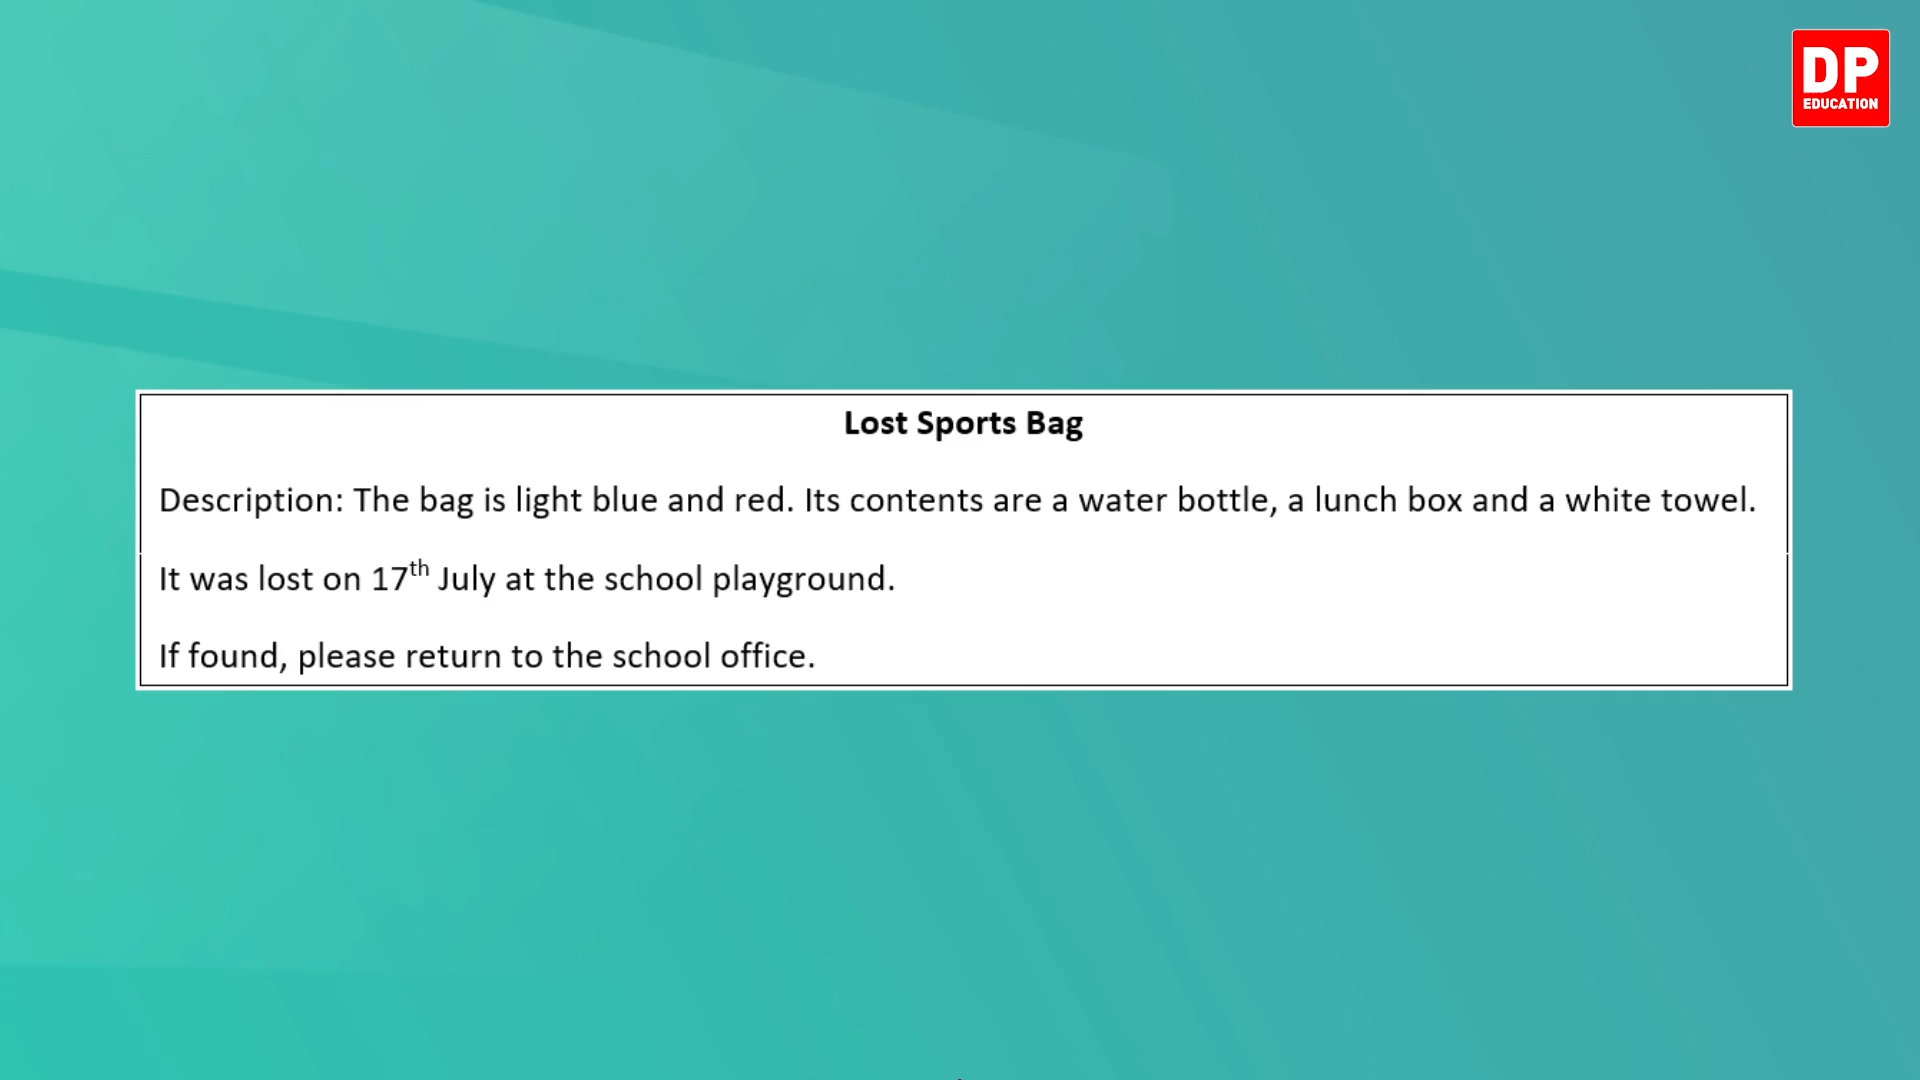 DP
EDUCATION
Lost Sports Bag
Description: The bag is light blue and red. Its contents are a water bottle, a lunch box and a white towel.
It was lost on 17th July at the school playground.
If found, please return to the school office.